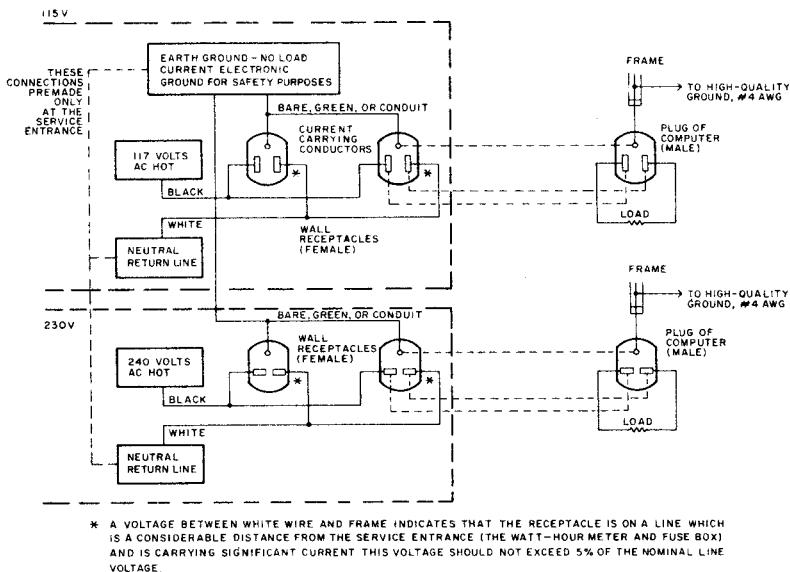 115V
EARTH GROUND – NO LOAD
CURRENT ELECTRONIC
GROUND FOR SAFETY PURPOSES
THESE
CONNECTIONS
PREMADE
ONLY
AT THE
SERVICE
ENTRANCE
FRAME
TO HIGH-QUALITY
GROUND, #4 AWG
BARE, GREEN, OR CONDUIT
CURRENT
CARRYING
CONDUCTORS
PLUG OF
COMPUTER
(MALE)
117 VOLTS
AC HOT
*
*
BLACK
LOAD
WHITE
WALL
RECEPTACLES
(FEMALE)
NEUTRAL
RETURN LINE
FRAME
TO HIGH-QUALITY
GROUND, #4 AWG
BARE, GREEN, OR CONDUIT
230V
WALL
RECEPTACLES
(FEMALE)
PLUG OF
COMPUTER
(MALE)
240 VOLTS
AC HOT
*
*
BLACK
LOAD
WHITE
NEUTRAL
RETURN LINE
* A VOLTAGE BETWEEN WHITE WIRE AND FRAME INDICATES THAT THE RECEPTACLE IS ON A LINE WHICH
IS A CONSIDERABLE DISTANCE FROM THE SERVICE ENTRANCE (THE WATT-HOUR METER AND FUSE BOX)
AND IS CARRYING SIGNIFICANT CURRENT THIS VOLTAGE SHOULD NOT EXCEED 5% OF THE NOMINAL LINE
VOLTAGE.